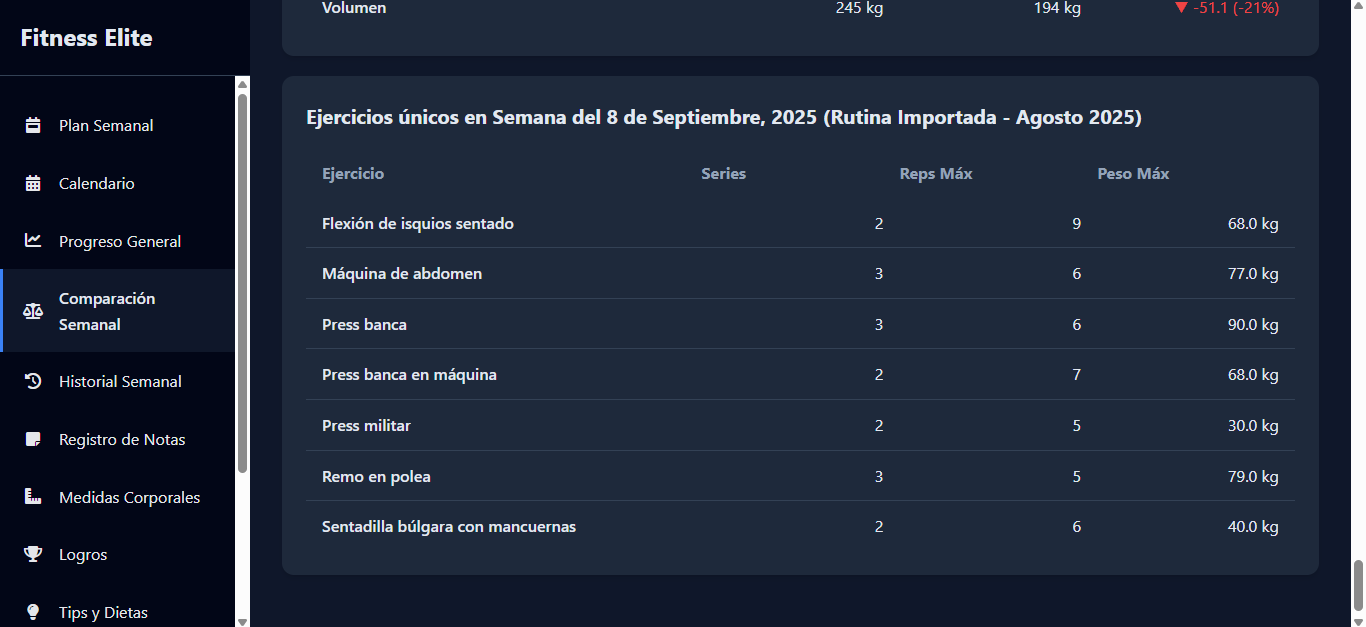 Fitness Elite
Plan Semanal
Calendario
Progreso General
Comparación
Semanal
Historial Semanal
Registro de Notas
Medidas Corporales
Logros
Tips y Dietas
Volumen 245 kg 194 kg ▼ -51.1 (-21%)
Ejercicios únicos en Semana del 8 de Septiembre, 2025 (Rutina Importada - Agosto 2025)
Ejercicio Series Reps Máx Peso Máx
Flexión de isquios sentado 2 9 68.0 kg
Máquina de abdomen 3 6 77.0 kg
Press banca 3 6 90.0 kg
Press banca en máquina 2 7 68.0 kg
Press militar 2 5 30.0 kg
Remo en polea 3 5 79.0 kg
Sentadilla búlgara con mancuernas 2 6 40.0 kg